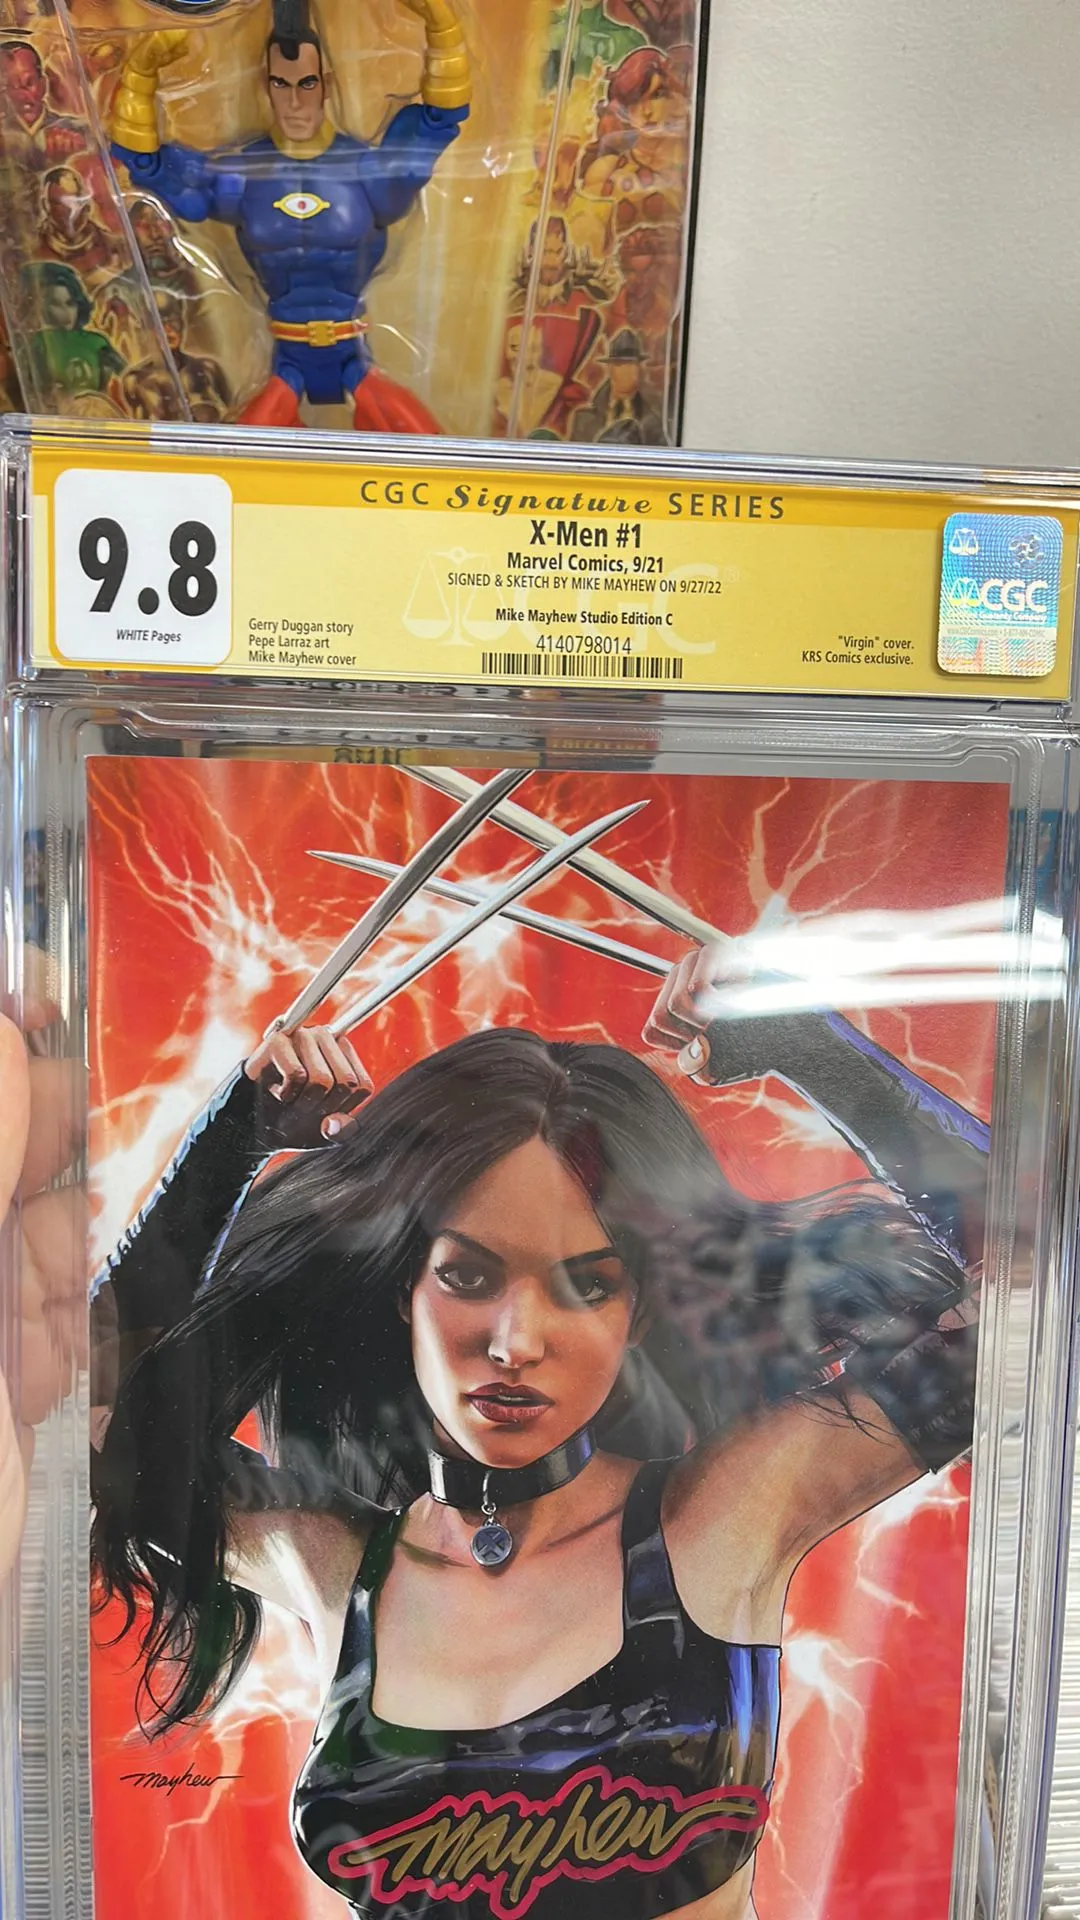 CGC Signature SERIES
9.8
WHITE Pages
X-Men #1
Marvel Comics, 9/21
SIGNED & SKETCH BY MIKE MAYHEW ON 9/27/22
Mike Mayhew Studio Edition C
4140798014
Gerry Duggan story
Pepe Larraz art
Mike Mayhew cover
"Virgin" cover.
KRS Comics exclusive.
CGC
mayhew
mayhew